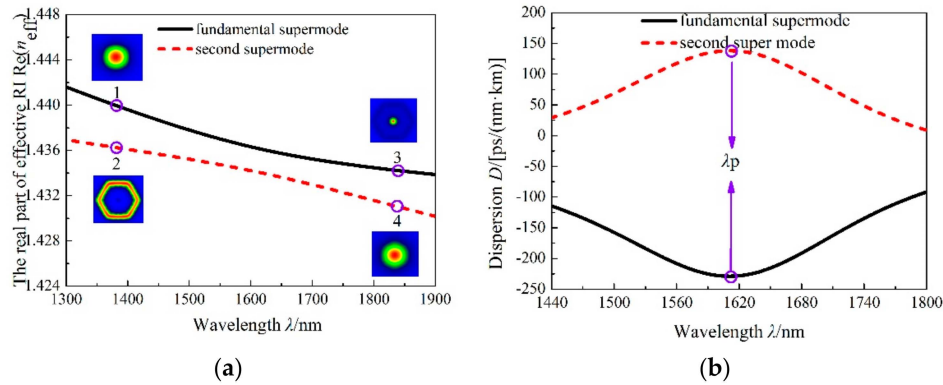 The real part of effective RI Re(neff)
1.448
1.444
1.440
1.436
1.432
1.428
1.424
fundamental supermode
second supermode
1
2
3
4
1300 1400 1500 1600 1700 1800 1900
Wavelength λ/nm
(a)
Dispersion D/[ps/(nm·km)]
200
150
100
50
0
-50
-100
-150
-200
-250
fundamental supermode
second super mode
λp
1440 1500 1560 1620 1680 1740 1800
Wavelength λ/nm
(b)